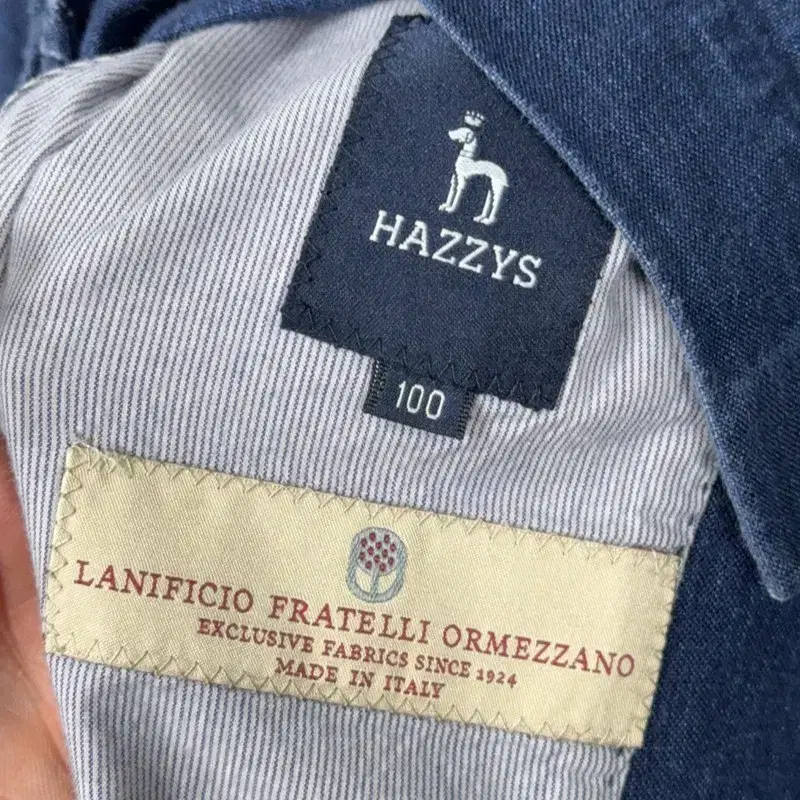 HAZZYS
100
LANIFICIO FRATELLI ORMEZZANO
EXCLUSIVE FABRICS SINCE 1924
MADE IN ITALY